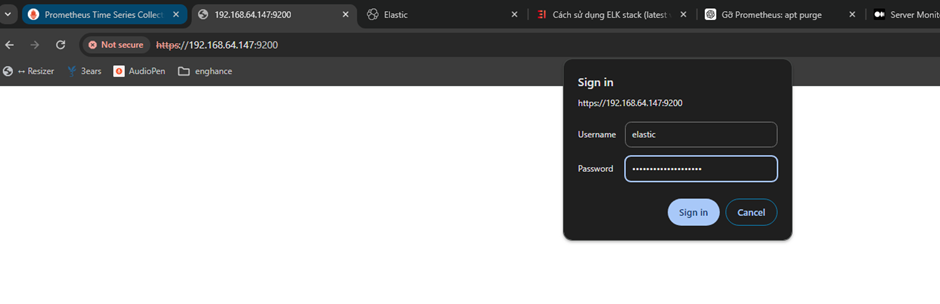 Prometheus Time Series Collect
192.168.64.147:9200
Elastic
Cách sử dụng ELK stack (latest
Gỡ Prometheus: apt purge
Server Monito
Not secure
https://192.168.64.147:9200
Resizer
3ears
AudioPen
enghance
Sign in
https://192.168.64.147:9200
Username
elastic
Password
•••••••••••••••••••
Sign in
Cancel